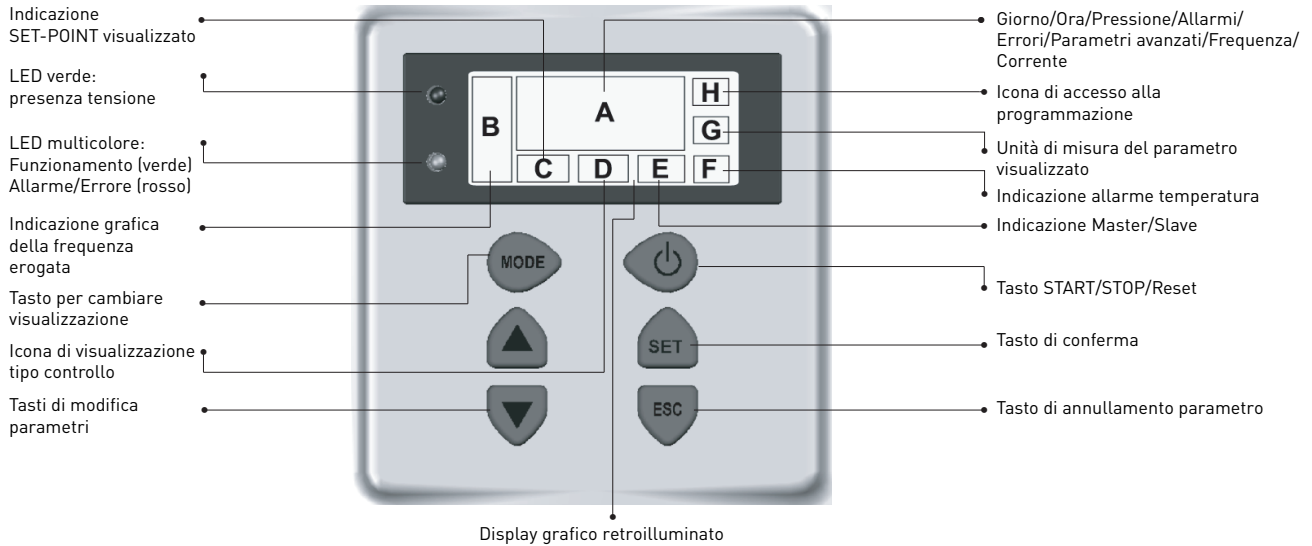 Indicazione
SET-POINT visualizzato
LED verde:
presenza tensione
LED multicolore:
Funzionamento (verde)
Allarme/Errore (rosso)
Indicazione grafica
della frequenza
erogata
Tasto per cambiare
visualizzazione
Icona di visualizzazione
tipo controllo
Tasti di modifica
parametri
A
B
C
D
E
F
G
H
MODE
SET
ESC
Giorno/Ora/Pressione/Allarmi/
Errori/Parametri avanzati/Frequenza/
Corrente
Icona di accesso alla
programmazione
Unità di misura del parametro
visualizzato
Indicazione allarme temperatura
Indicazione Master/Slave
Tasto START/STOP/Reset
Tasto di conferma
Tasto di annullamento parametro
Display grafico retroilluminato